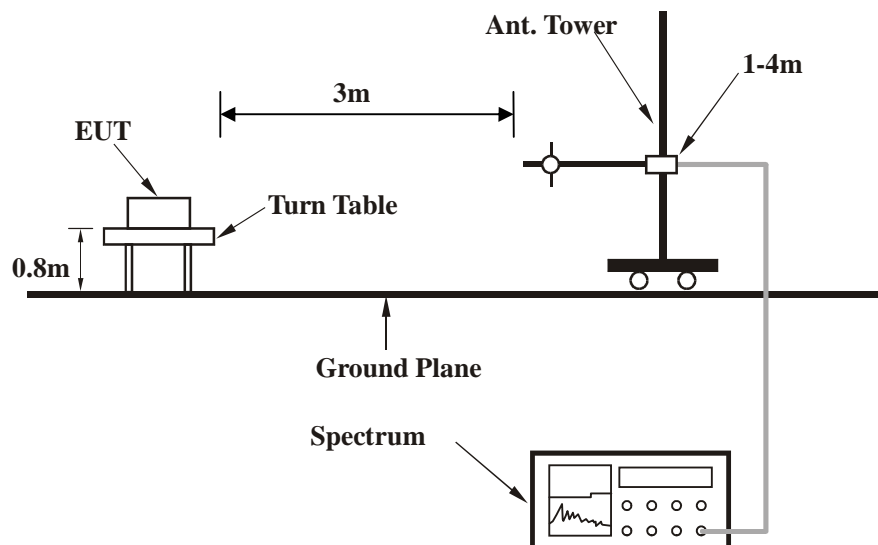 Ant. Tower
1-4m
3m
EUT
Turn Table
0.8m
Ground Plane
Spectrum